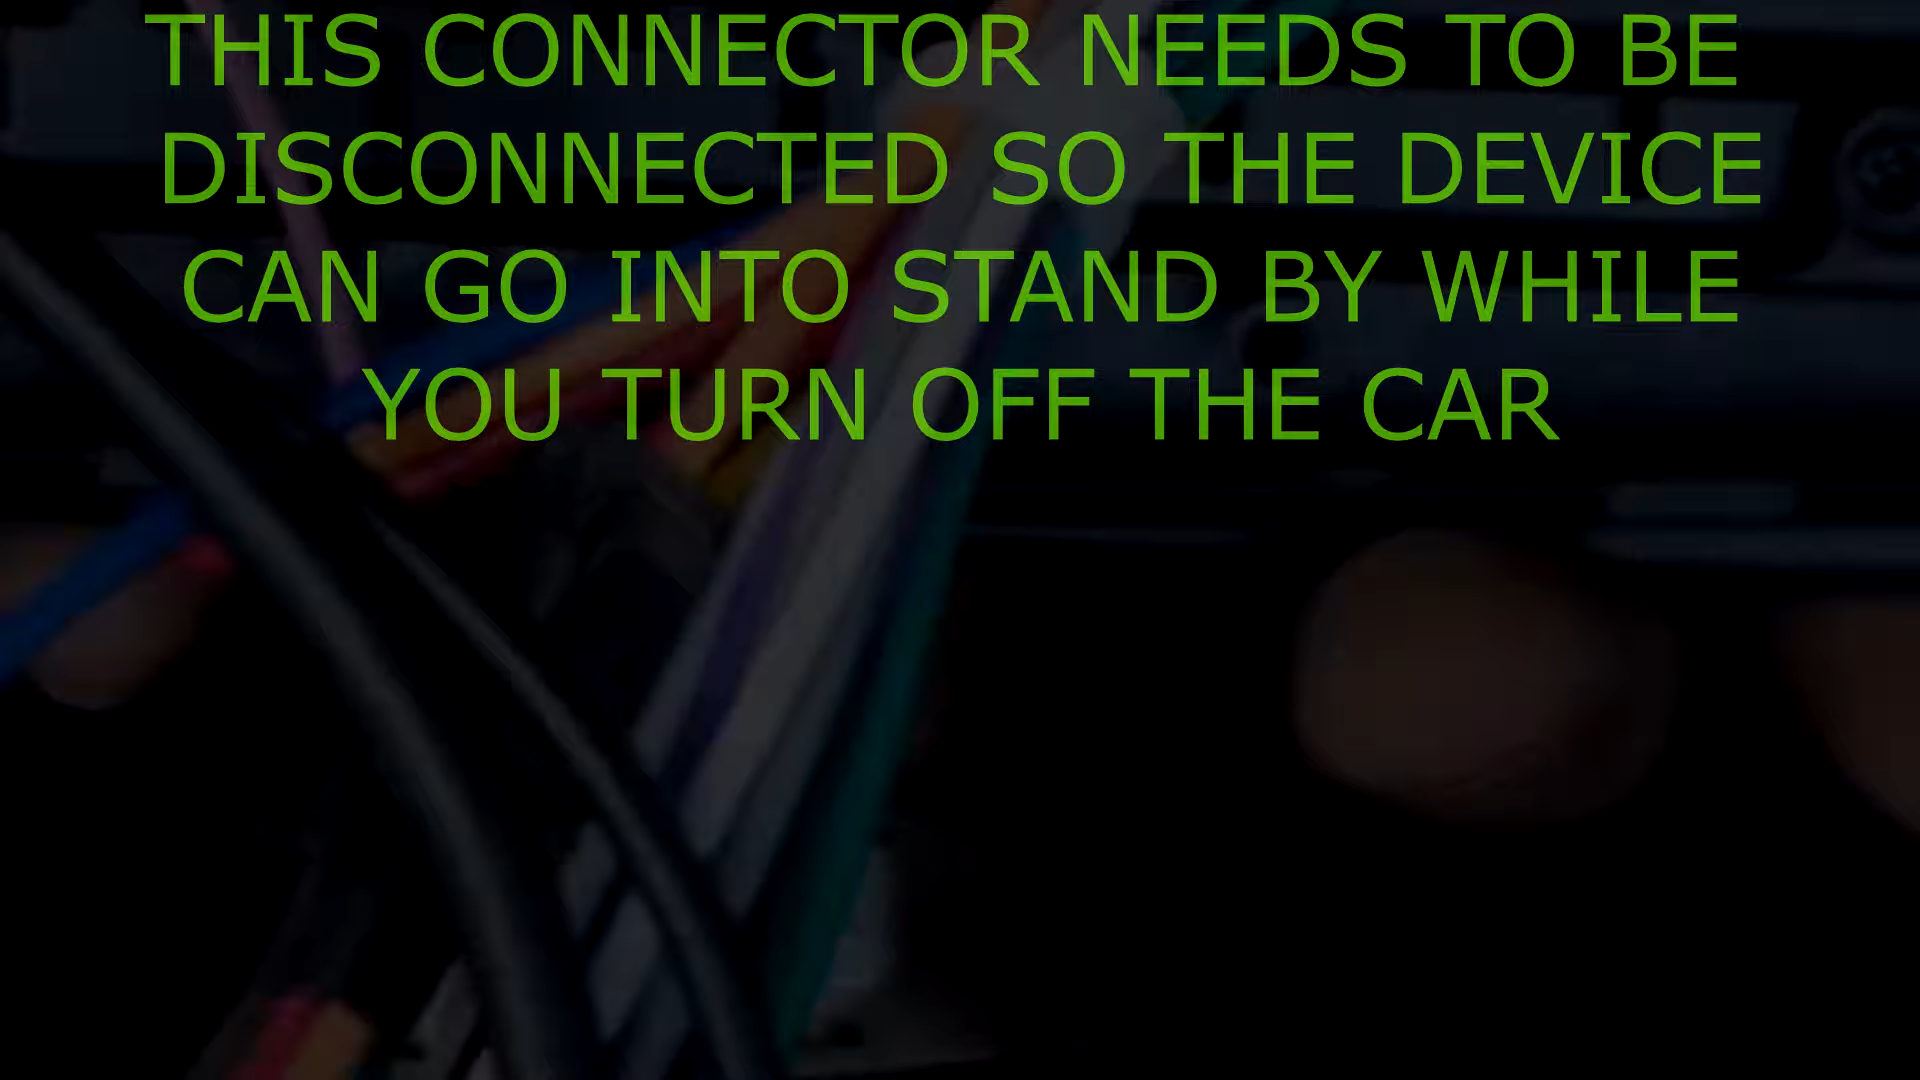 THIS CONNECTOR NEEDS TO BE
DISCONNECTED SO THE DEVICE
CAN GO INTO STAND BY WHILE
YOU TURN OFF THE CAR